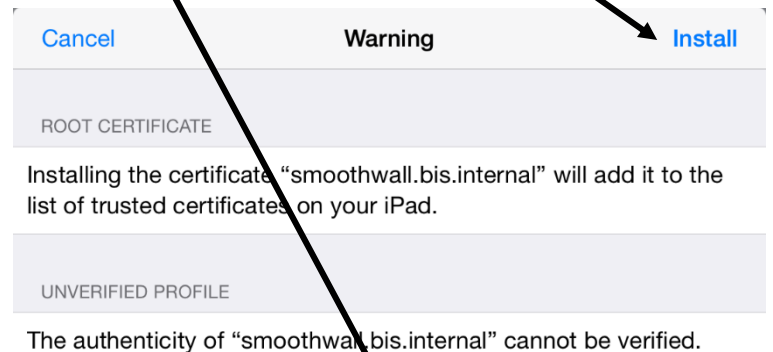 Cancel Warning Install
ROOT CERTIFICATE
Installing the certificate “smoothwall.bis.internal” will add it to the
list of trusted certificates on your iPad.
UNVERIFIED PROFILE
The authenticity of “smoothwall.bis.internal” cannot be verified.